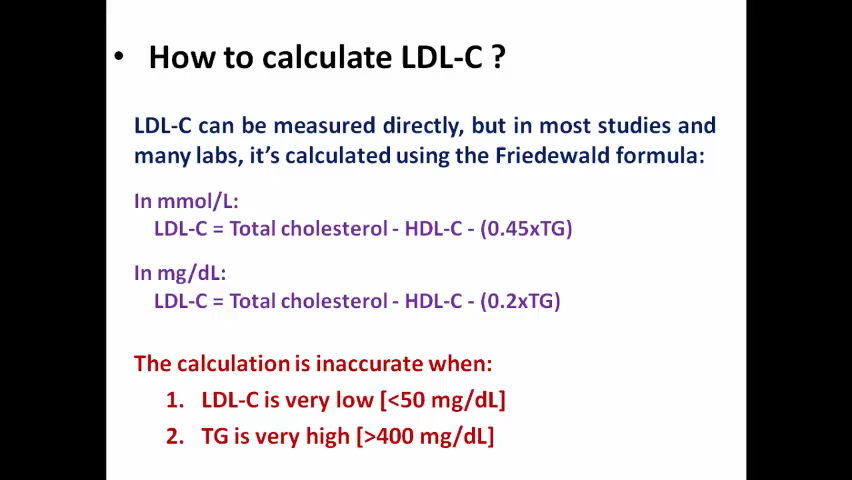 • How to calculate LDL-C ?
LDL-C can be measured directly, but in most studies and
many labs, it's calculated using the Friedewald formula:
In mmol/L:
LDL-C = Total cholesterol - HDL-C - (0.45xTG)
In mg/dL:
LDL-C = Total cholesterol - HDL-C - (0.2xTG)
The calculation is inaccurate when:
1. LDL-C is very low [<50 mg/dL]
2. TG is very high [>400 mg/dL]